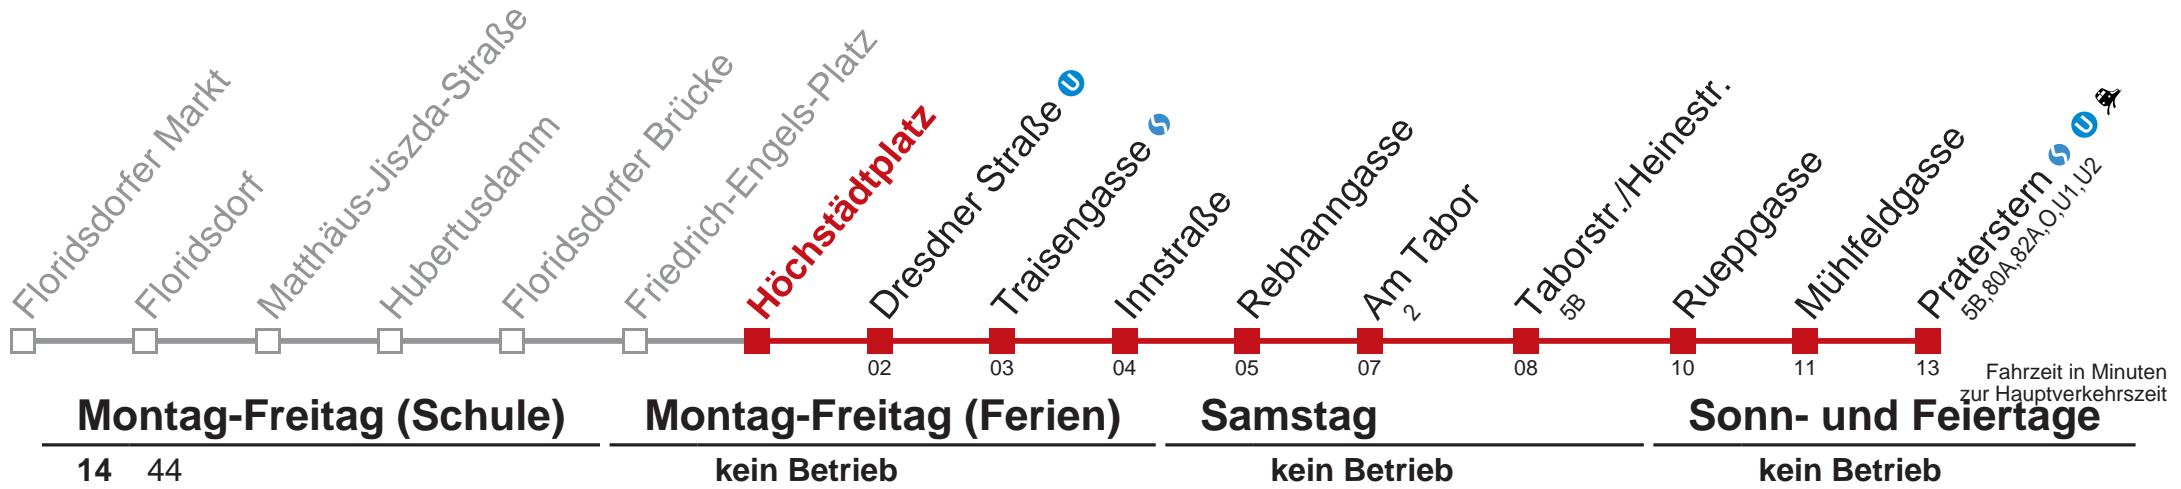 Floridsdorfer Markt
Floridsdorf
Matthäus-Jiszda-Straße
Hubertusdamm
Floridsdorfer Brücke
Friedrich-Engels-Platz
Höchstädtplatz
Dresdner Straße U
Traisengasse S
Innstraße
Rebhanngasse
Am Tabor
2
Taborstr./Heinestr.
5B
Rueppgasse
Mühlfeldgasse
Praterstern S U
5B,80A,82A,O,U1,U2
02 03 04 05 07 08 10 11 13
Fahrzeit in Minuten
zur Hauptverkehrszeit
Montag-Freitag (Schule) Montag-Freitag (Ferien) Samstag Sonn- und Feiertage
14 44 kein Betrieb kein Betrieb kein Betrieb